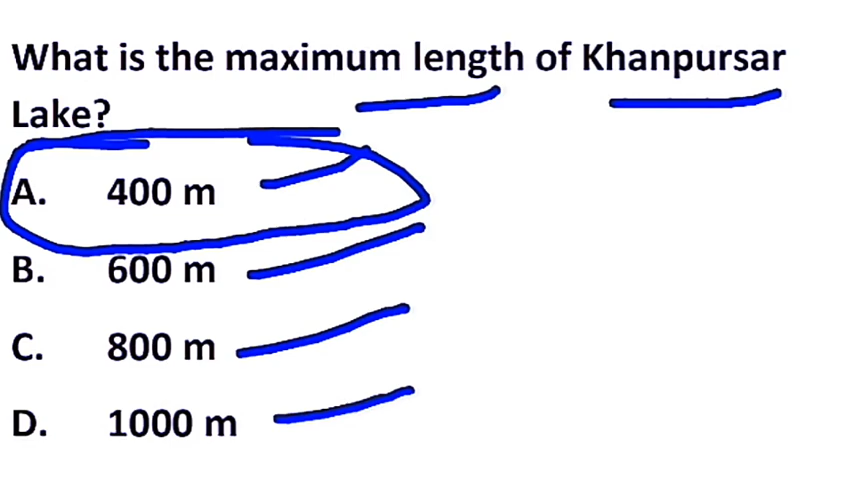 What is the maximum length of Khanpursar
Lake?
A. 400 m
B. 600 m
C. 800 m
D. 1000 m